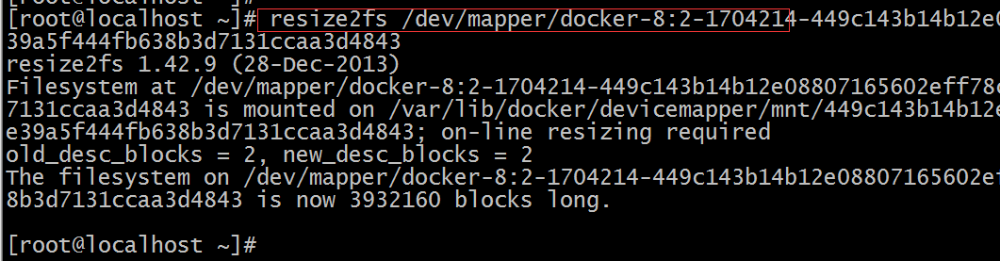 [root@localhost ~]#
[root@localhost ~]# resize2fs /dev/mapper/docker-8:2-1704214-449c143b14b12e0
39a5f444fb638b3d7131ccaa3d4843
resize2fs 1.42.9 (28-Dec-2013)
Filesystem at /dev/mapper/docker-8:2-1704214-449c143b14b12e08807165602eff78
7131ccaa3d4843 is mounted on /var/lib/docker/devicemapper/mnt/449c143b14b12e
e39a5f444fb638b3d7131ccaa3d4843; on-line resizing required
old_desc_blocks = 2, new_desc_blocks = 2
The filesystem on /dev/mapper/docker-8:2-1704214-449c143b14b12e08807165602e
8b3d7131ccaa3d4843 is now 3932160 blocks long.
[root@localhost ~]#